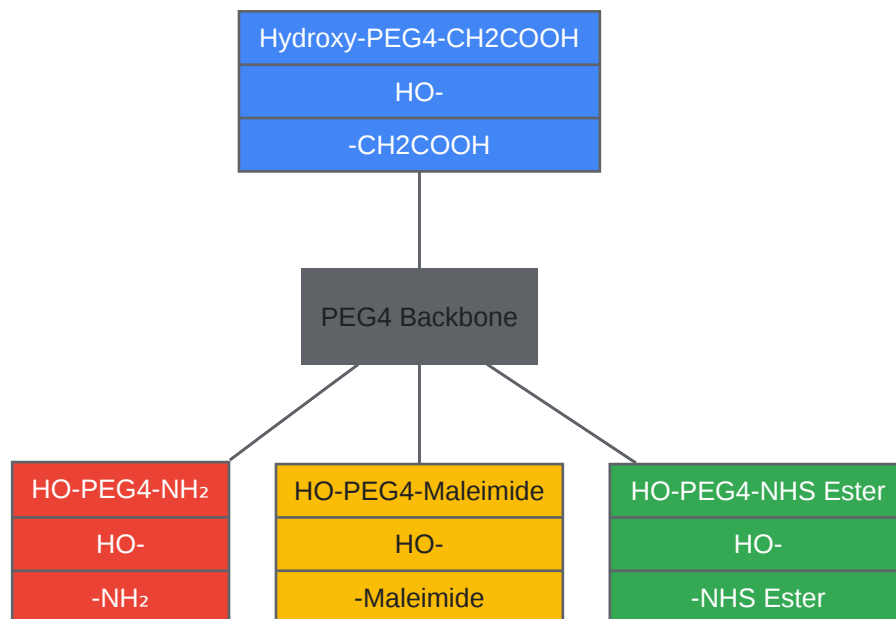 Hydroxy-PEG4-CH2COOH
HO-
-CH2COOH
PEG4 Backbone
HO-PEG4-NH₂
HO-
-NH₂
HO-PEG4-Maleimide
HO-
-Maleimide
HO-PEG4-NHS Ester
HO-
-NHS Ester